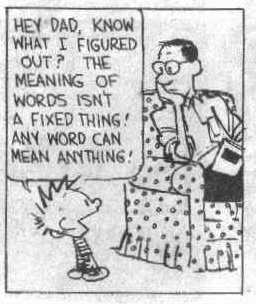 HEY DAD, KNOW
WHAT I FIGURED
OUT? THE
MEANING OF
WORDS ISN'T
A FIXED THING!
ANY WORD CAN
MEAN ANYTHING!